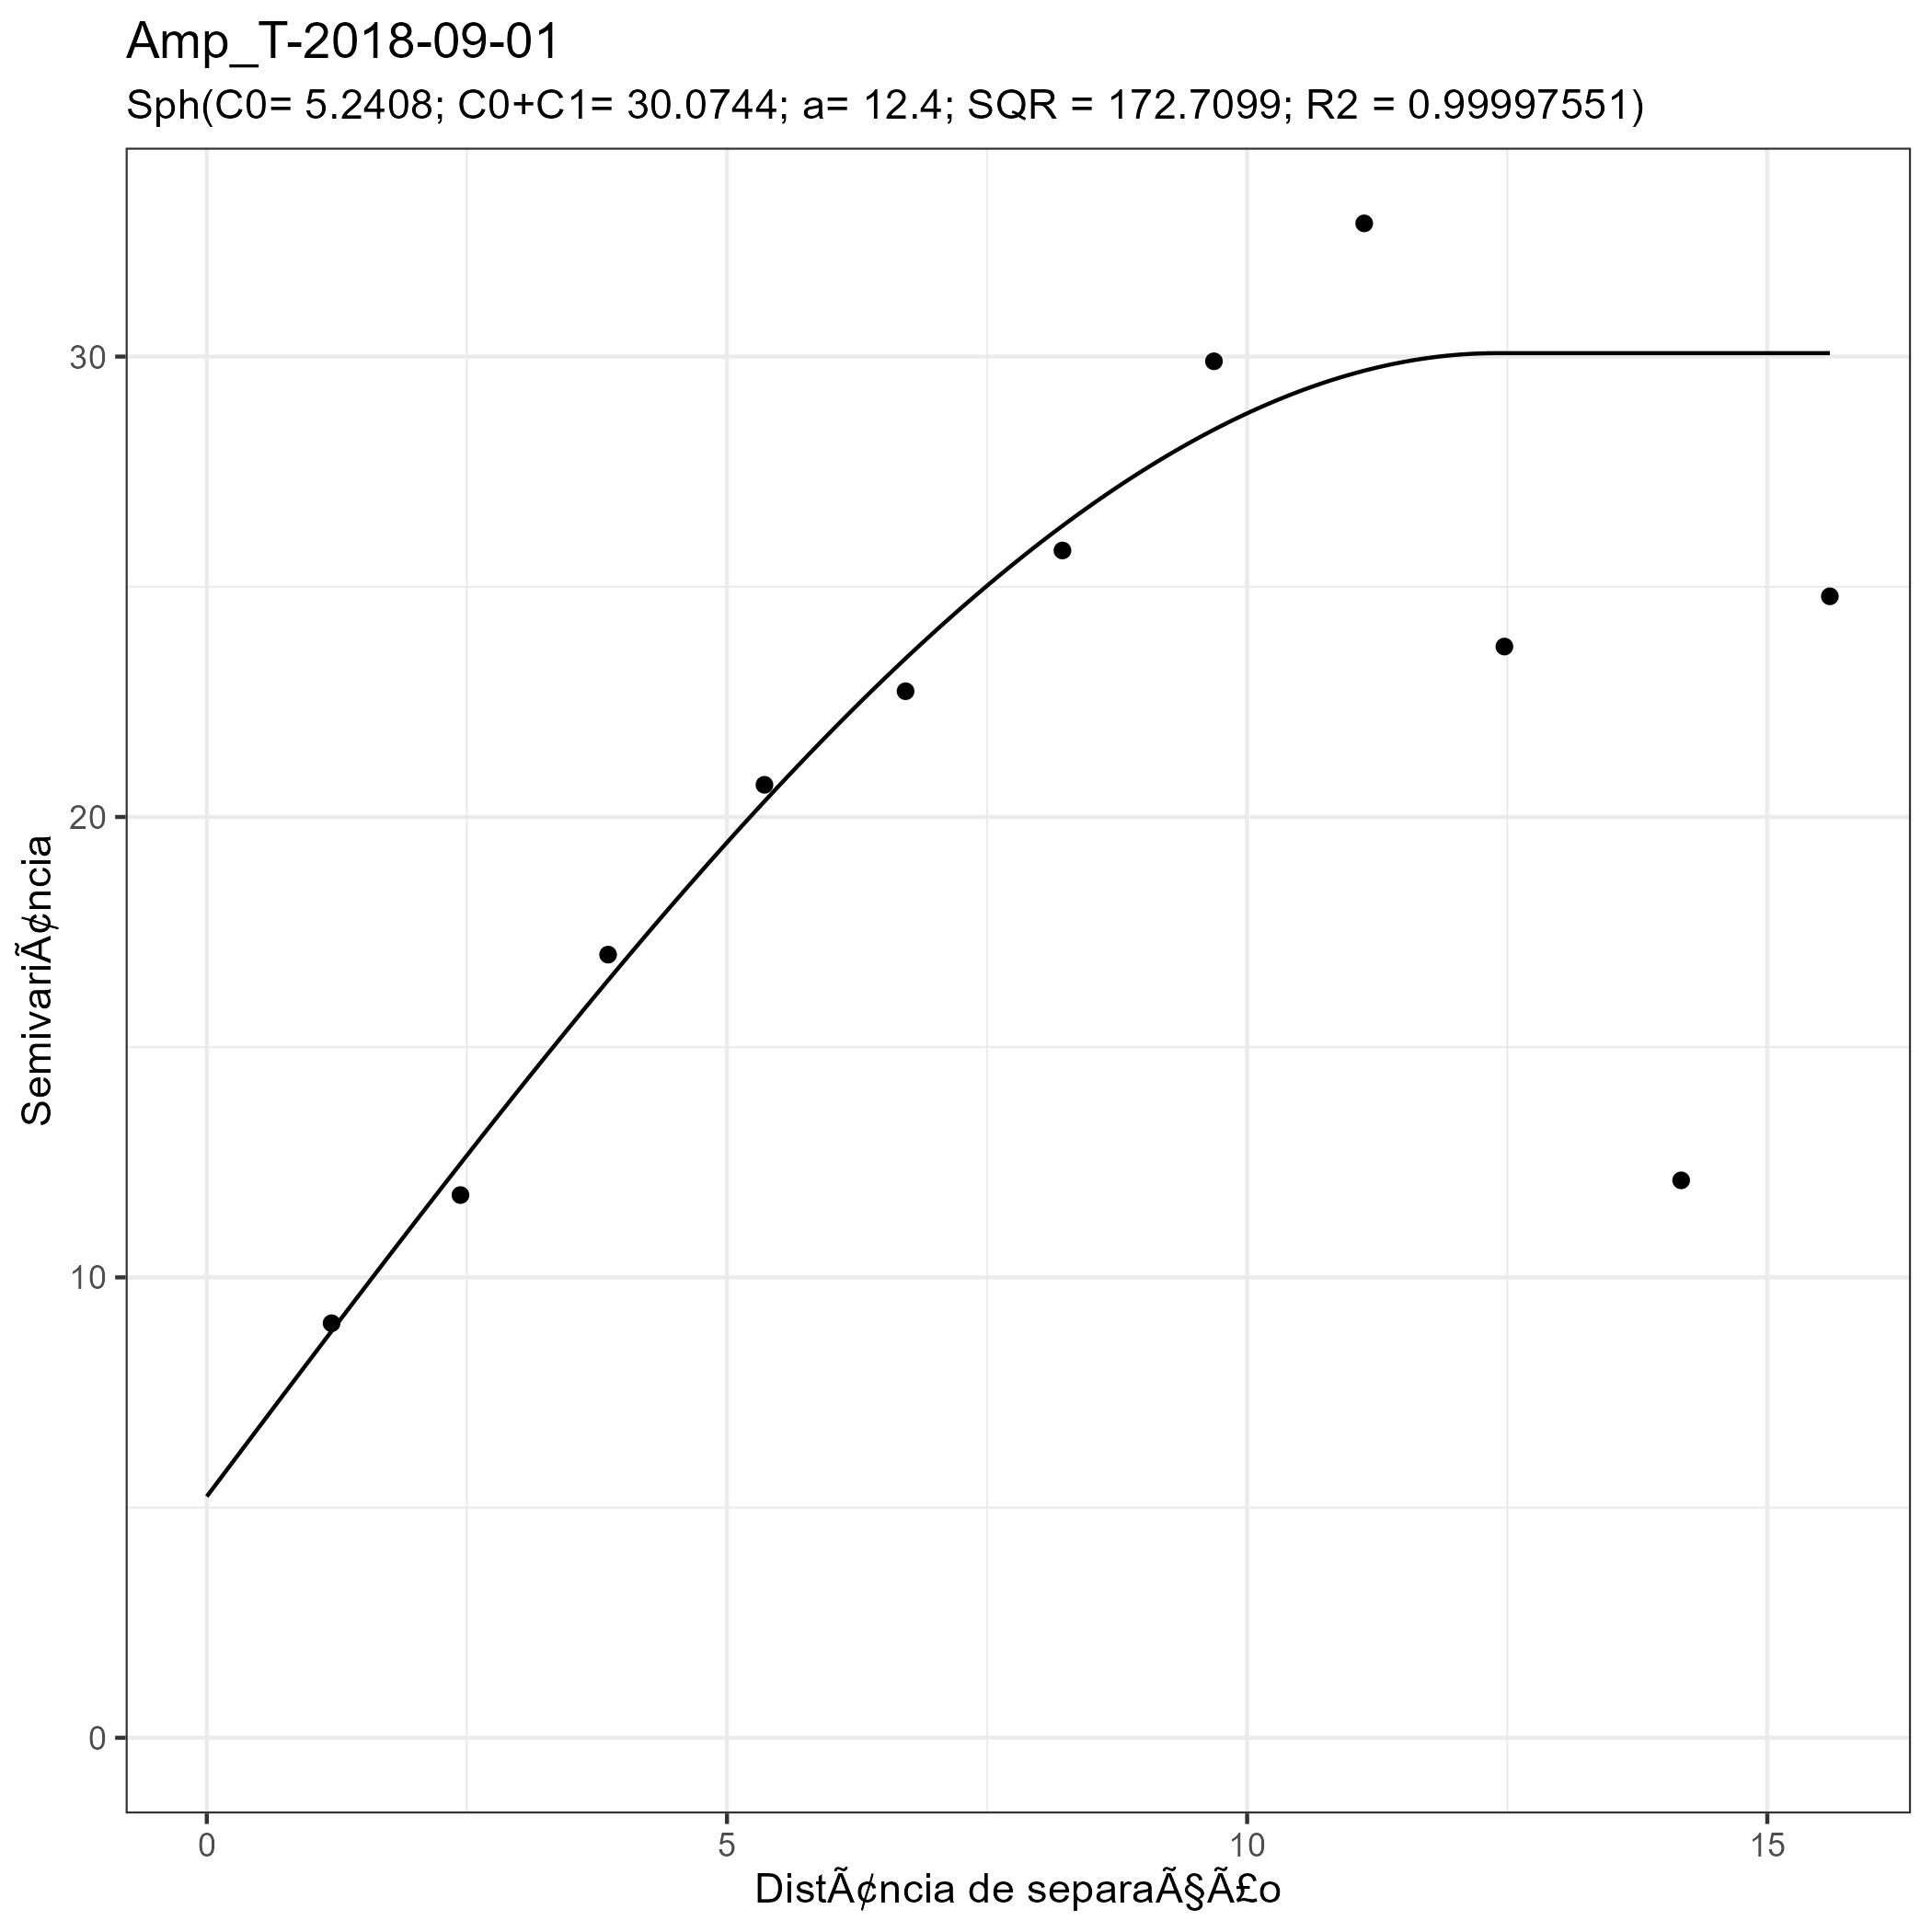 Amp_T-2018-09-01
Sph(C0= 5.2408; C0+C1= 30.0744; a= 12.4; SQR = 172.7099; R2 = 0.99997551)
30
20
10
0
SemivariÃ¢ncia
0 5 10 15
DistÃ¢ncia de separaÃ§Ã£o